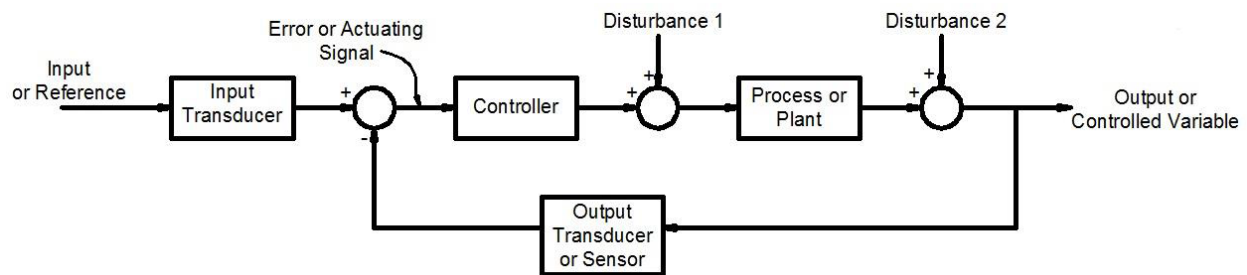 Disturbance 1
Disturbance 2
Error or Actuating
Signal
Input
or Reference
Input
Transducer
+
-
Controller
+
+
Process or
Plant
+
+
Output or
Controlled Variable
Output
Transducer
or Sensor